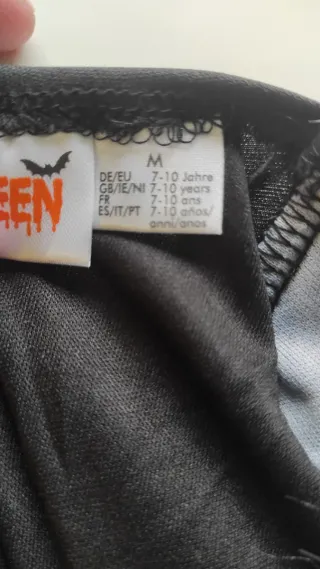 EEN
M
DE/EU 7-10 Jahre
GB/IE/NI 7-10 years
FR 7-10 ans
ES/IT/PT 7-10 años/
anni/anos